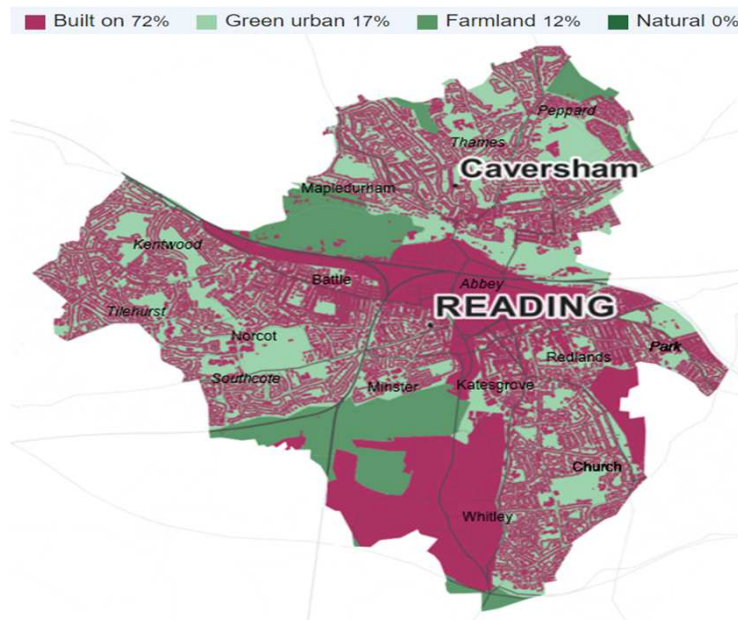 Built on 72% Green urban 17% Farmland 12% Natural 0%
Peppard
Thames
Caversham
Mapledurham
Kentwood
Battle
Abbey
READING
Tilehurst
Norcot
Park
Redlands
Southcote
Minster
Katesgrove
Church
Whitley